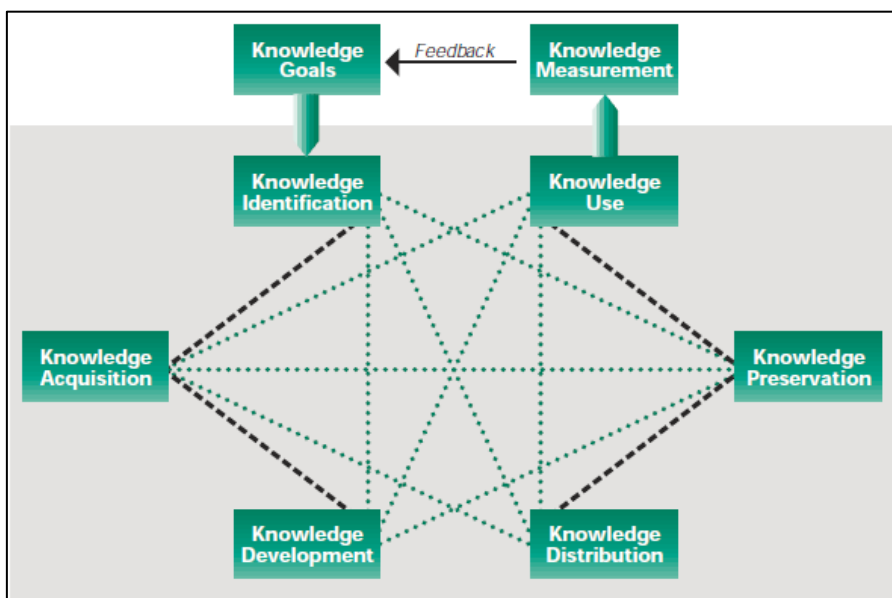 Knowledge
Goals
Feedback
Knowledge
Measurement
Knowledge
Identification
Knowledge
Use
Knowledge
Acquisition
Knowledge
Preservation
Knowledge
Development
Knowledge
Distribution